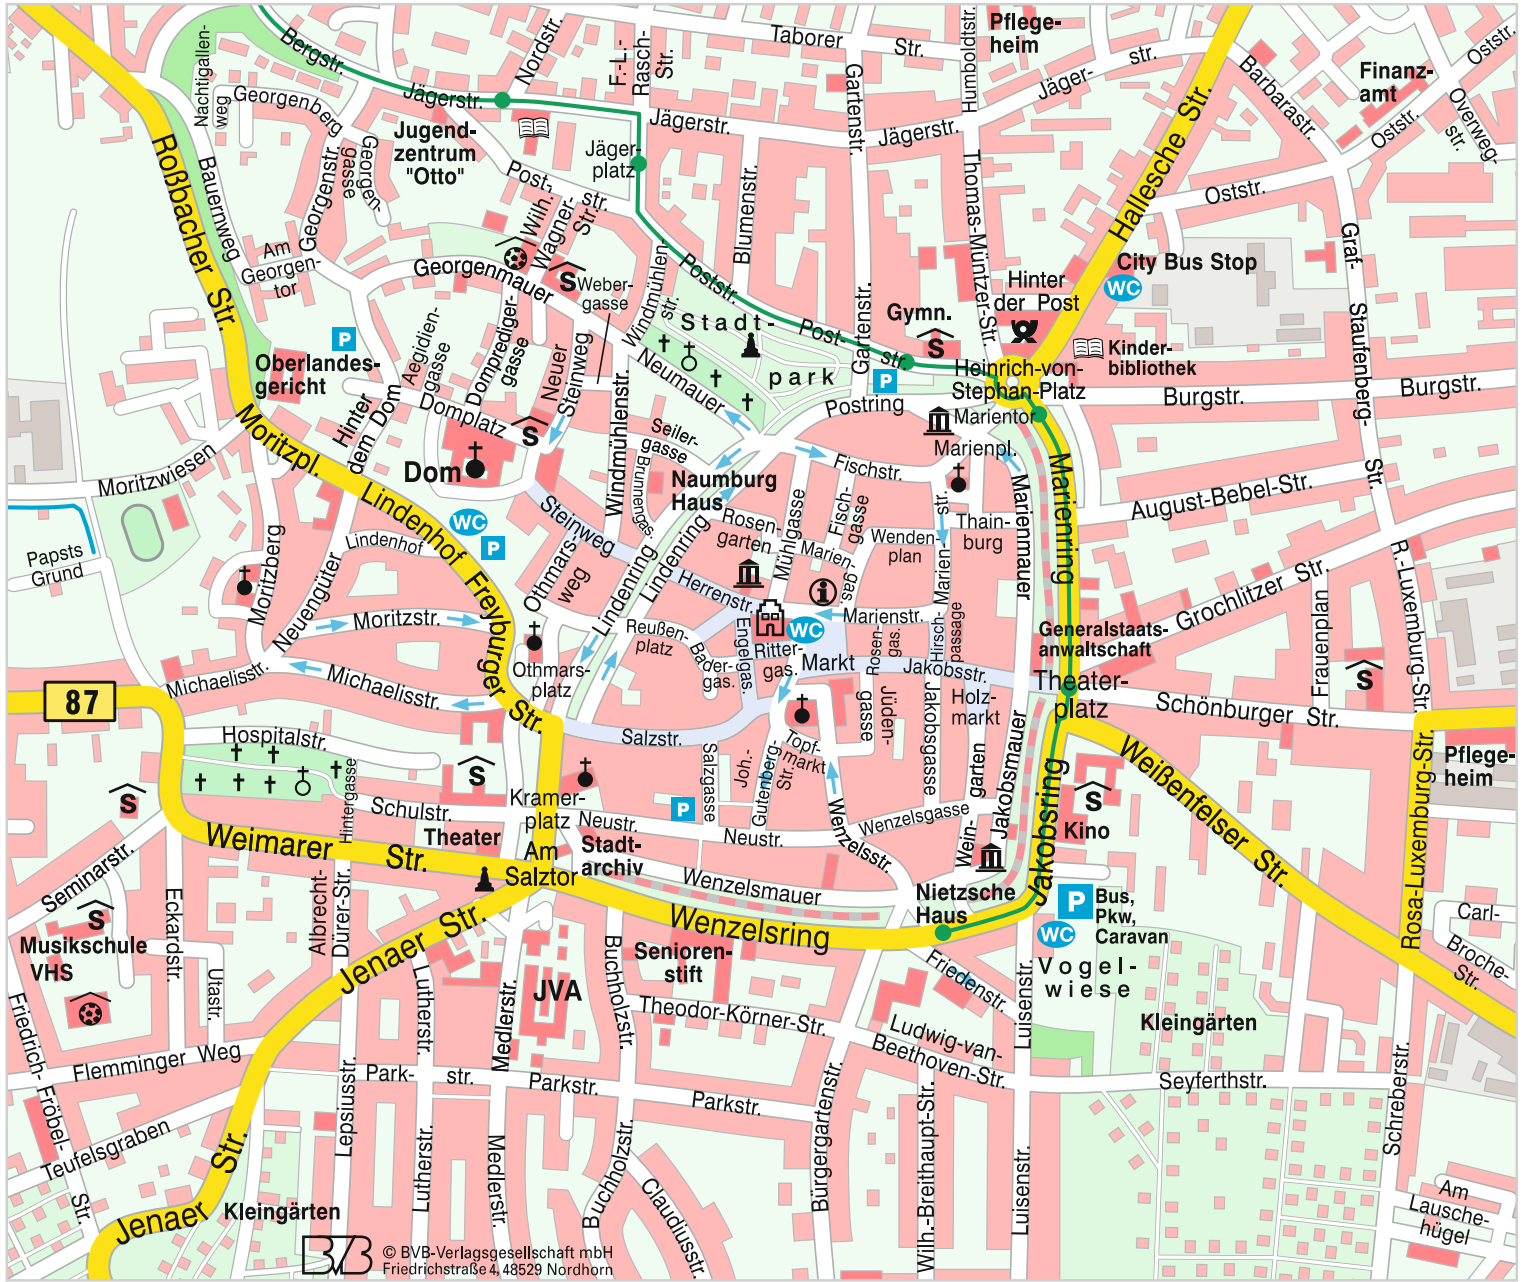 Bergstr.
Nordstr.
F.-L.-
Rasch-
Str.
Taborer
Str.
Humboldtstr.
Pflege-
heim
Jäger-
str.
Oststr.
Finanz-
amt
Barbarastr.
Oststr.
Overweg-
str.
Nachtigallen-
weg
Georgenberg
Jägerstr.
Jugend-
zentrum
"Otto"
Jägerstr.
Jäger-
platz
Gartenstr.
Jägerstr.
Hallesche Str.
Roßbacher Str.
Bauernweg
Georgenstr.
Georgen-
gasse
Post-
str.
Wilh.
Wagner-
Str.
Blumenstr.
Thomas-Müntzer-Str.
Oststr.
Graf-
Staufenberg-
Str.
Am
Georgen-
tor
Georgenmauer
Weber-
gasse
Windmühlen-
str.
Poststr.
City Bus Stop
WC
Hinter
der Post
Gymn.
S
Stadt-
park
Post-
str.
Gartenstr.
P
Oberlandes-
gericht
Aegidien-
gasse
Domprediger-
gasse
Neuer
Steinweg
Neumauer
Windmühlenstr.
P
Postring
Heinrich-von-
Stephan-Platz
Kinder-
bibliothek
Burgstr.
Burgstr.
Marientor
Marienpl.
Moritzpl.
Hinter
dem Dom
Domplatz
S
Dom
Seiler-
gasse
Brunnengas.
Naumburg
Haus
Fischstr.
Fisch-
gasse
Marienring
Marienmauer
August-Bebel-Str.
Moritzwiesen
Papsts
Grund
Lindenhof
Lindenhof
WC
P
Steinweg
Othmars-
weg
Lindenring
Lindenring
Rosen-
garten
Mühlgasse
Marien-
gas.
Wenden-
plan
Thain-
burg
Marien-
str.
Moritzberg
Neuengüter
Freyburger
Str.
Herrenstr.
Marienstr.
WC
Hirsch-
passage
Grochlitzer Str.
R.-Luxemburg-Str.
Frauenplan
Generalstaats-
anwaltschaft
Moritzstr.
Reußen-
platz
Bader-
gas.
Engelgas.
Ritter-
gas.
Markt
Rosen-
gas.
Jakobsstr.
Theater-
platz
S
Michaelisstr.
Michaelisstr.
Othmars-
platz
87
Holz-
markt
Jüden-
gasse
Jakobsgasse
Schönburger Str.
Hospitalstr.
Salzstr.
Salzgasse
Joh.-
Gutenberg-
Str.
Topf-
markt
Wein-
garten
Jakobsmauer
Jakobsring
Weißenfelser Str.
Rosa-Luxemburg-Str.
Pflege-
heim
S
Hintergasse
Schulstr.
Theater
S
Kramer-
platz
P
Neustr.
Neustr.
Wenzelsgasse
Wenzelsstr.
Kino
S
Weimarer
Str.
Am
Salztor
Stadt-
archiv
Wenzelsmauer
Wenzelsring
Nietzsche
Haus
P
Bus,
Pkw,
Caravan
WC
Vogel-
wiese
Seminarstr.
S
Musikschule
VHS
Eckardtstr.
Utastr.
Albrecht-
Dürer-Str.
Jenaer Str.
Lutherstr.
Medlerstr.
JVA
Buchholzstr.
Senioren-
stift
Theodor-Körner-Str.
Friedenstr.
Luisenstr.
Ludwig-van-
Beethoven-Str.
Kleingärten
Carl-
Broche-
Str.
Friedrich-
Fröbel-
Str.
Flemminger Weg
Lepsiusstr.
Park-
str.
Parkstr.
Parkstr.
Bürgergartenstr.
Wilh.-Breithaupt-Str.
Seyferthstr.
Schreberstr.
Teufelsgraben
Jenaer
Str.
Kleingärten
Lutherstr.
Medlerstr.
Buchholzstr.
Claudiusstr.
Luisenstr.
Am
Lausche-
hügel
BVB
© BVB-Verlagsgesellschaft mbH
Friedrichstraße 4, 48529 Nordhorn